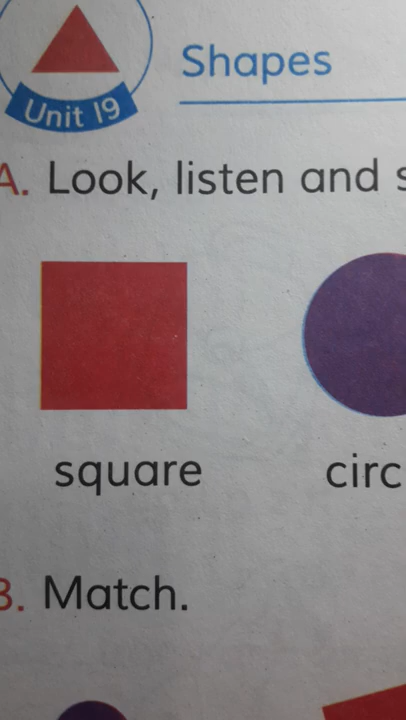 Unit 19
Shapes
A. Look, listen and
square
B. Match.